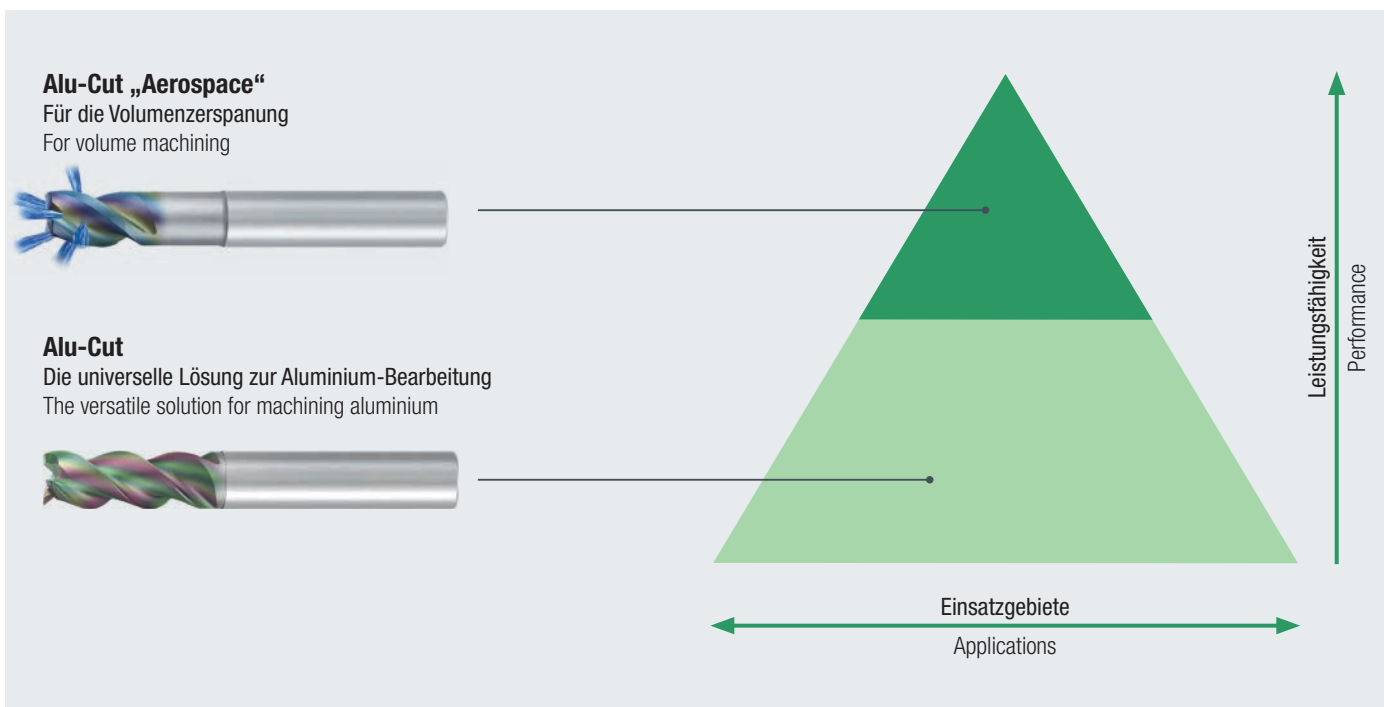 Alu-Cut „Aerospace“
Für die Volumenzerspanung
For volume machining
Alu-Cut
Die universelle Lösung zur Aluminium-Bearbeitung
The versatile solution for machining aluminium
Leistungsfähigkeit
Performance
Einsatzgebiete
Applications